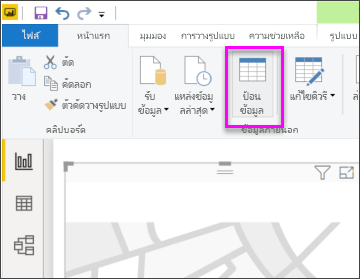 ไฟล์ หน้าแรก มุมมอง การวางรูปแบบ ความช่วยเหลือ รูปแบบ
วาง
ตัด
คัดลอก
ตัวคัดวางรูปแบบ
คลิปบอร์ด
รับ
ข้อมูล
แหล่งข้อมู
ลล่าสุด
ป้อน
ข้อมูล
แก้ไขคิวรี
ข้อมูลภายนอก